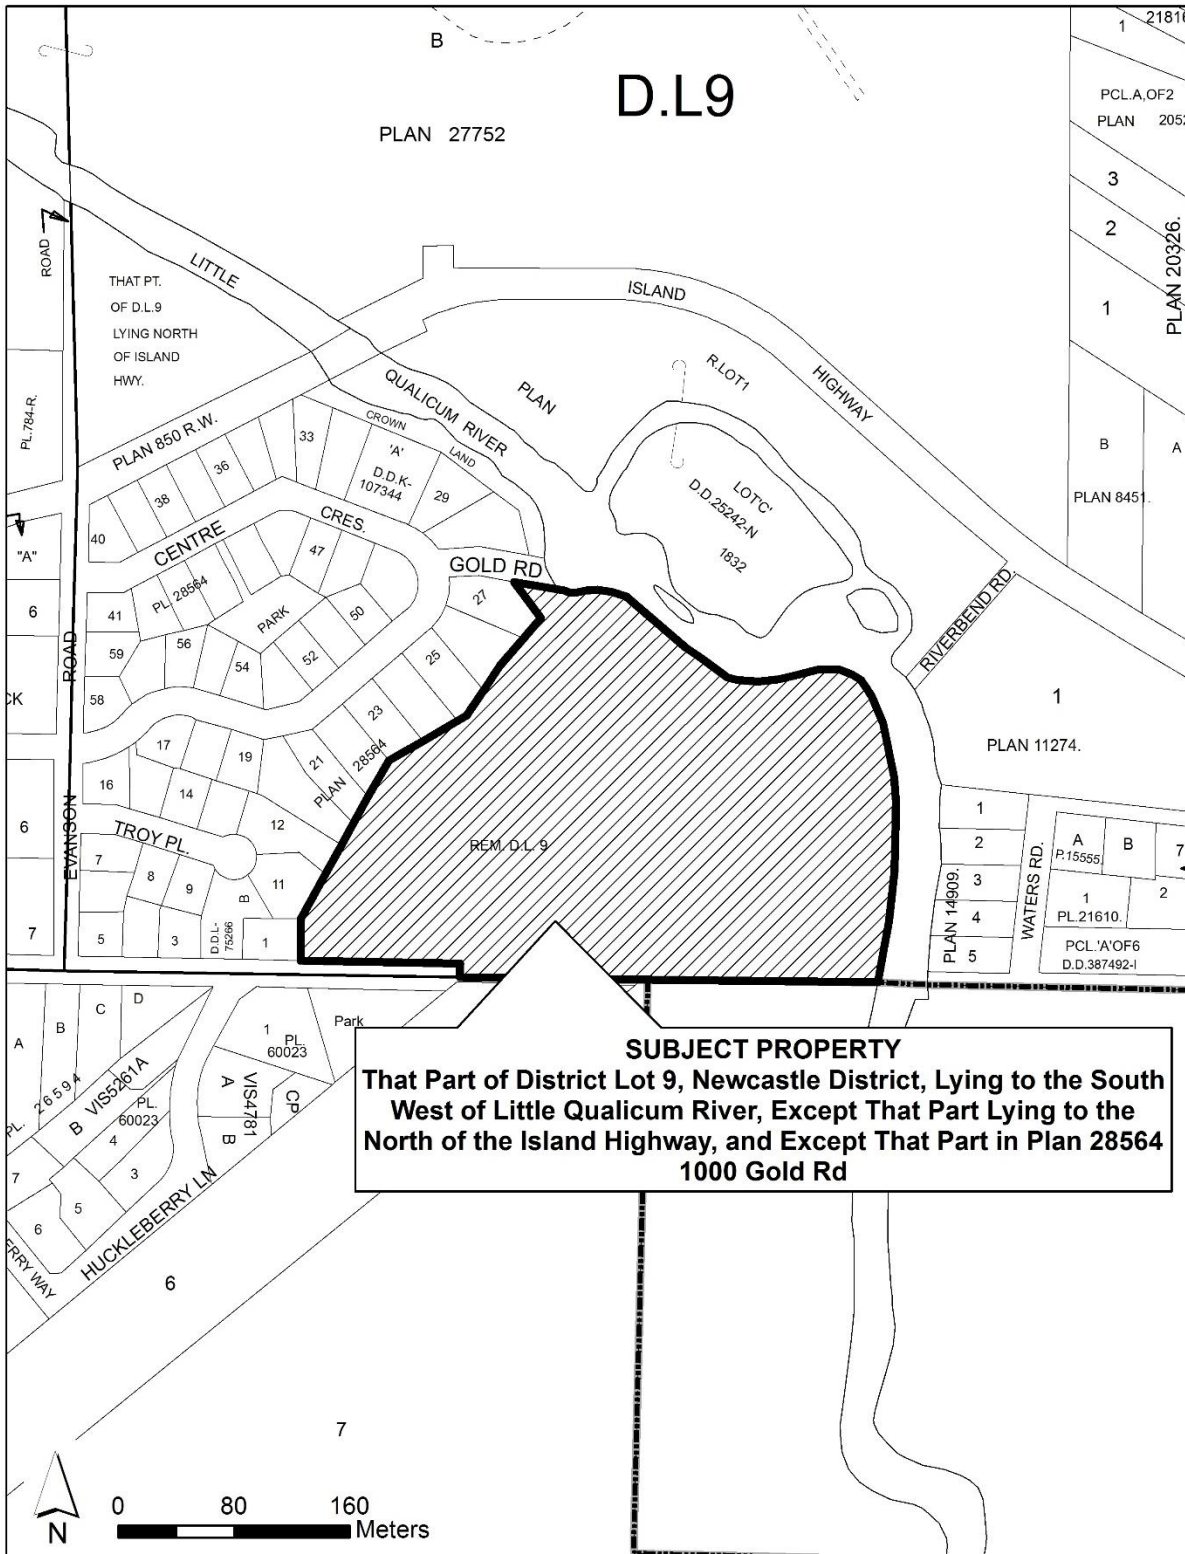 B
D.L9
PLAN 27752
1
21816
PCL.A,OF2
PLAN 2052
3
2
1
PLAN 20326.
ROAD
THAT PT.
OF D.L.9
LYING NORTH
OF ISLAND
HWY.
LITTLE
QUALICUM RIVER
ISLAND
HIGHWAY
PLAN
R.LOT1
PL.784-R.
PLAN 850 R.W.
CROWN
LAND
33
'A'
D.D.K-
107344
29
36
38
40
CENTRE
CRES.
47
GOLD RD
27
LOT'C'
D.D.25242-N
1832
B
A
PLAN 8451.
"A"
6
41
PL. 28564
PARK
50
52
54
56
59
58
25
23
21
PLAN 28564
ROAD
CK
RIVERBEND RD.
1
PLAN 11274.
17
19
16
14
12
TROY PL.
EVANSON
6
7
8
9
11
B
D.D.L-
75266
5
3
1
7
REM. D.L. 9
1
2
3
4
5
PLAN 14909.
WATERS RD.
A
P.15555
B
7
1
PL.21610.
2
PCL.'A'OF6
D.D.387492-I
A
B
C
D
PL.
26594
VIS5261A
B
PL.
60023
4
3
5
7
6
ERRY WAY
HUCKLEBERRY LN
1
PL.
60023
Park
A
VIS4781
B
CP
SUBJECT PROPERTY
That Part of District Lot 9, Newcastle District, Lying to the South
West of Little Qualicum River, Except That Part Lying to the
North of the Island Highway, and Except That Part in Plan 28564
1000 Gold Rd
6
7
N
0 80 160
Meters